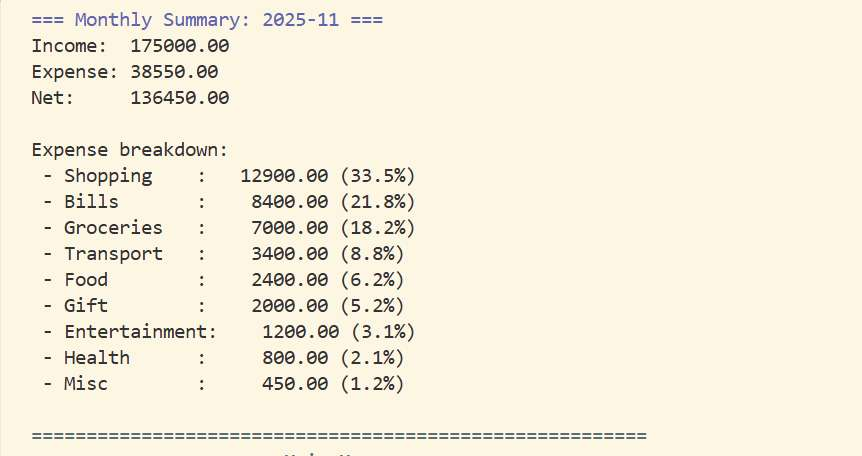 === Monthly Summary: 2025-11 ===
Income:  175000.00
Expense: 38550.00
Net:     136450.00

Expense breakdown:
 - Shopping    :   12900.00 (33.5%)
 - Bills       :    8400.00 (21.8%)
 - Groceries   :    7000.00 (18.2%)
 - Transport   :    3400.00 (8.8%)
 - Food        :    2400.00 (6.2%)
 - Gift        :    2000.00 (5.2%)
 - Entertainment:    1200.00 (3.1%)
 - Health      :     800.00 (2.1%)
 - Misc        :     450.00 (1.2%)

========================================================